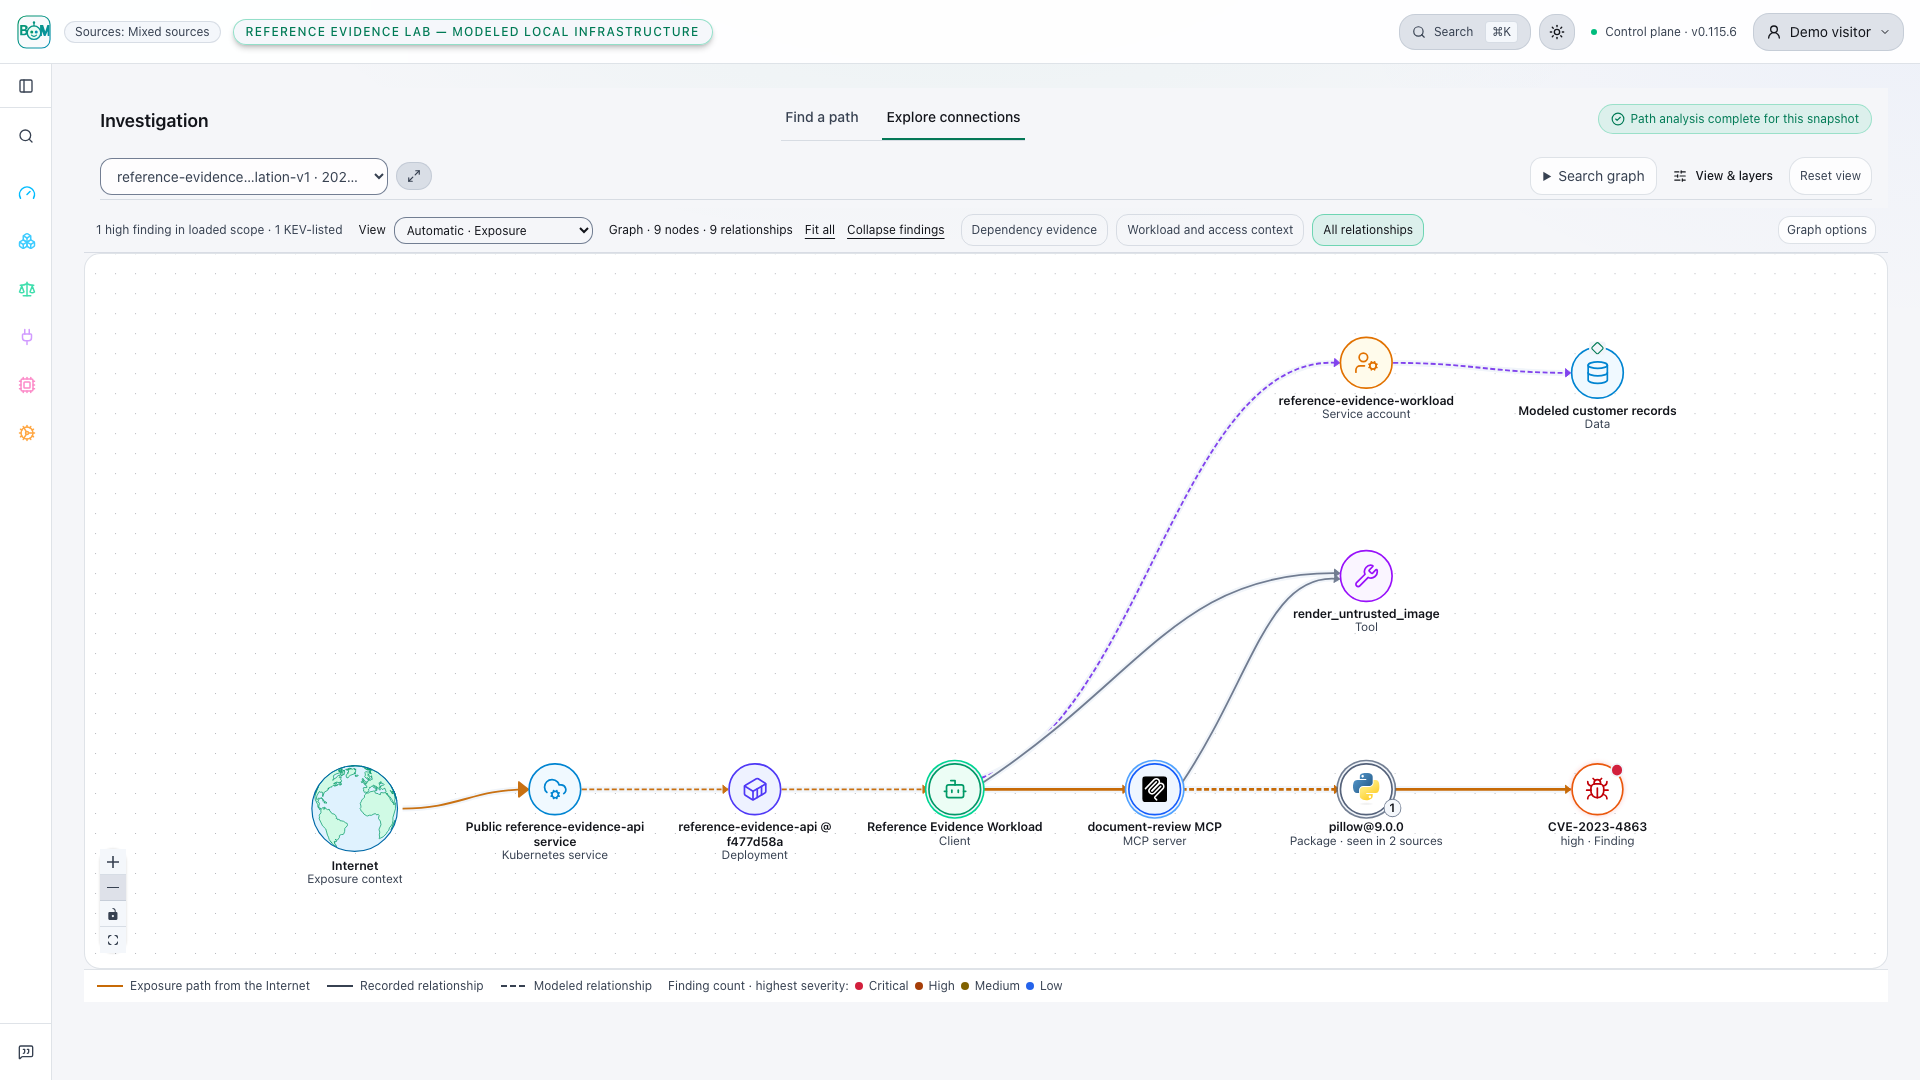 BOM
Sources: Mixed sources
REFERENCE EVIDENCE LAB — MODELED LOCAL INFRASTRUCTURE
Search ⌘K
Control plane · v0.115.6
Demo visitor
Investigation
Find a path
Explore connections
Path analysis complete for this snapshot
reference-evidence...lation-v1 · 202...
Search graph
View & layers
Reset view
1 high finding in loaded scope · 1 KEV-listed
View
Automatic · Exposure
Graph · 9 nodes · 9 relationships
Fit all
Collapse findings
Dependency evidence
Workload and access context
All relationships
Graph options
reference-evidence-workload
Service account
Modeled customer records
Data
render_untrusted_image
Tool
Internet
Exposure context
Public reference-evidence-api
service
Kubernetes service
reference-evidence-api @
f477d58a
Deployment
Reference Evidence Workload
Client
document-review MCP
MCP server
1
pillow@9.0.0
Package · seen in 2 sources
CVE-2023-4863
high · Finding
Exposure path from the Internet
Recorded relationship
Modeled relationship
Finding count · highest severity:
Critical
High
Medium
Low